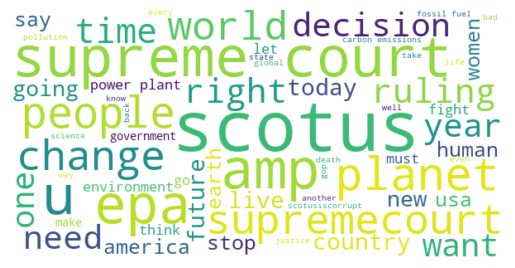 say
pollution
time
every
world
let
state
global
decision
carbon emissions
fossil fuel
take
bad
life
women
supreme court
going
power plant
right
today
ruling
people
know
back
government
scotus
well
fight
year
change
science
human
one
u
epa
way
amp
death
gop
planet
must
even
future
earth
environment
go
live
another
scotusiscorrupt
new
usa
need
make
america
think
stop
supremecourt
justice
country
want